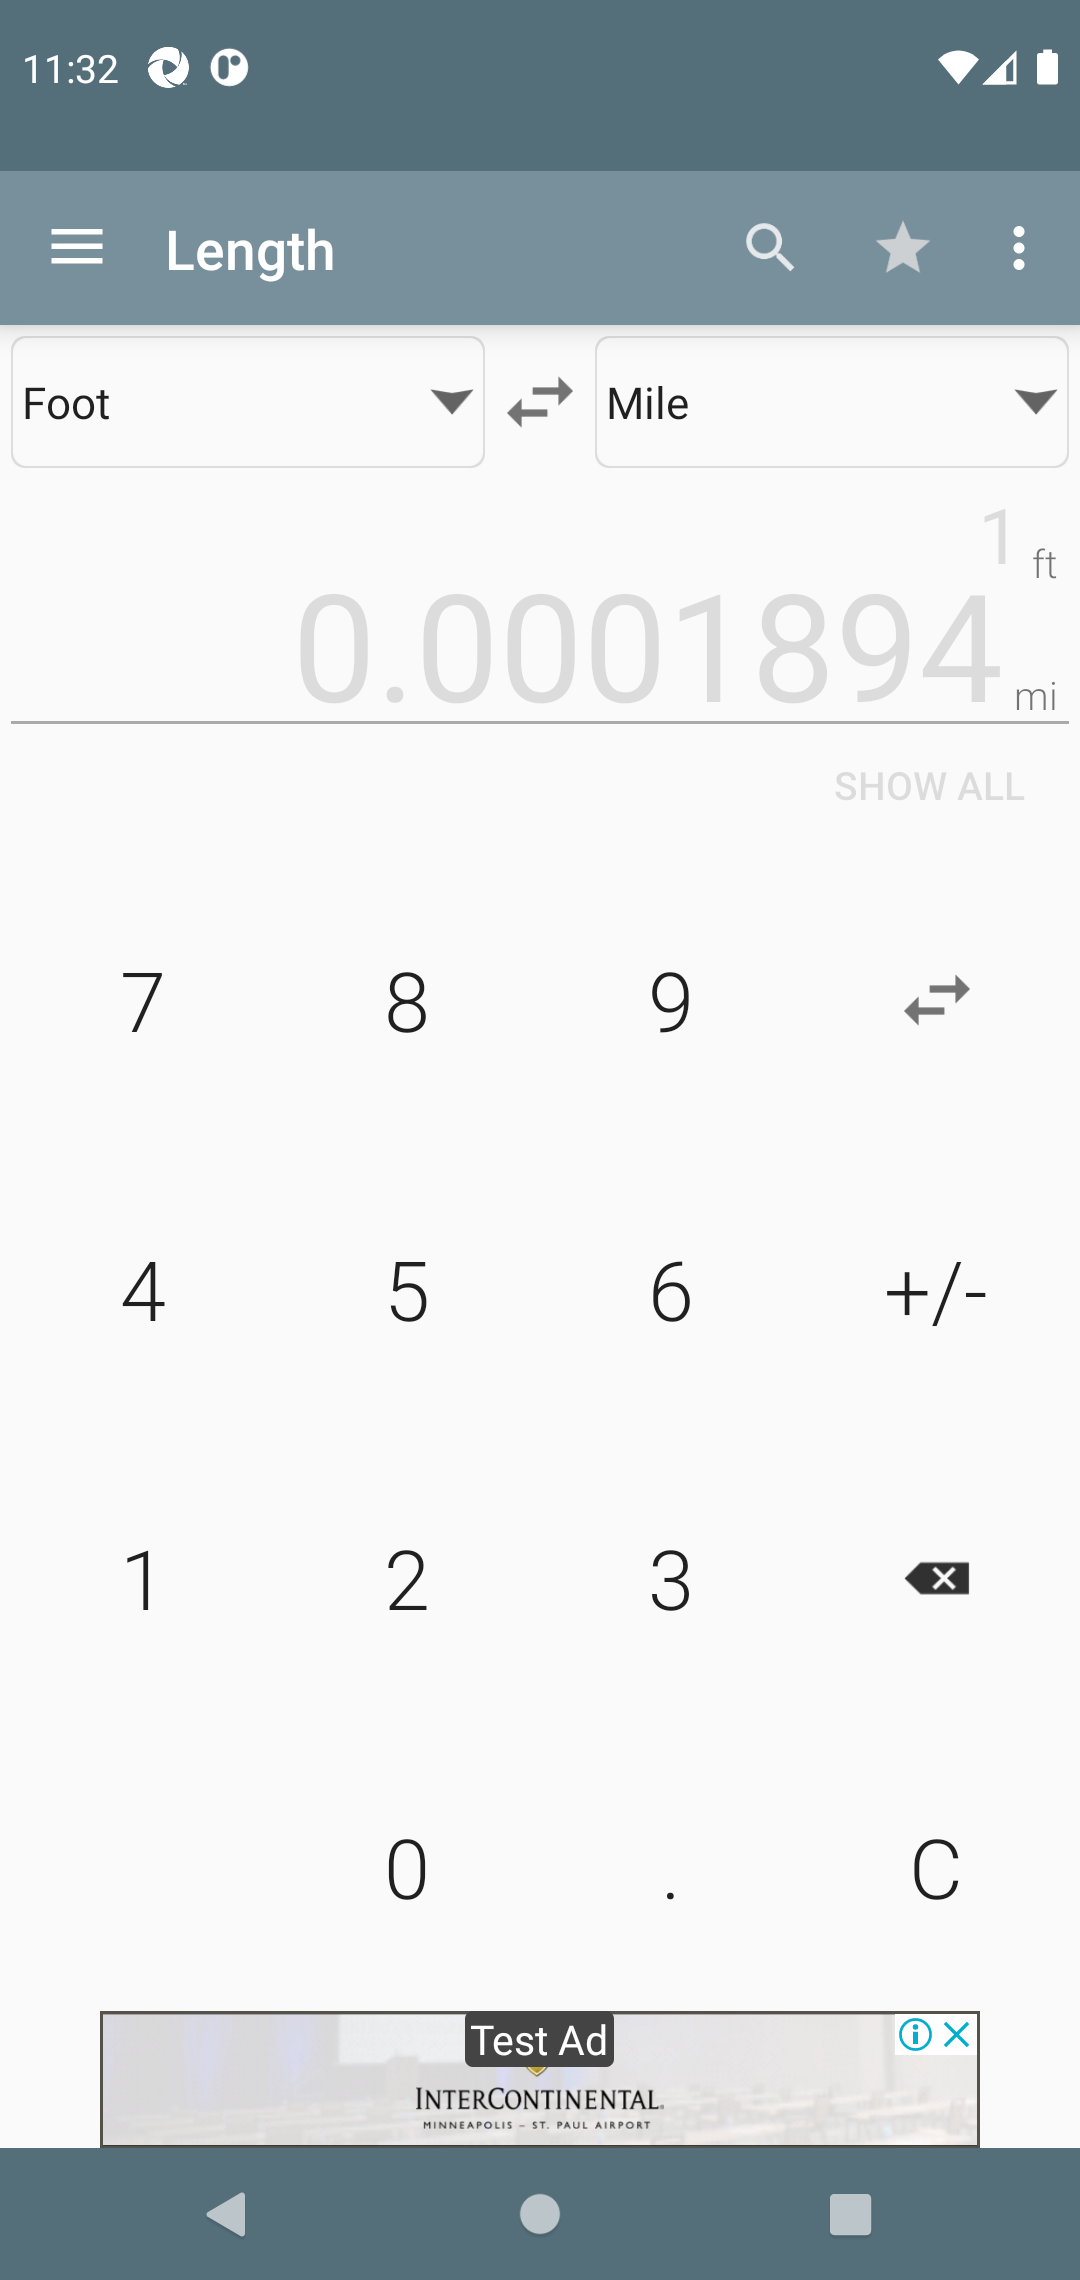 11:32
Length
Foot
Mile
1 ft
0.0001894 mi
SHOW ALL
7 8 9
4 5 6 +/-
1 2 3
0 . C
Test Ad
INTERCONTINENTAL®
MINNEAPOLIS – ST. PAUL AIRPORT